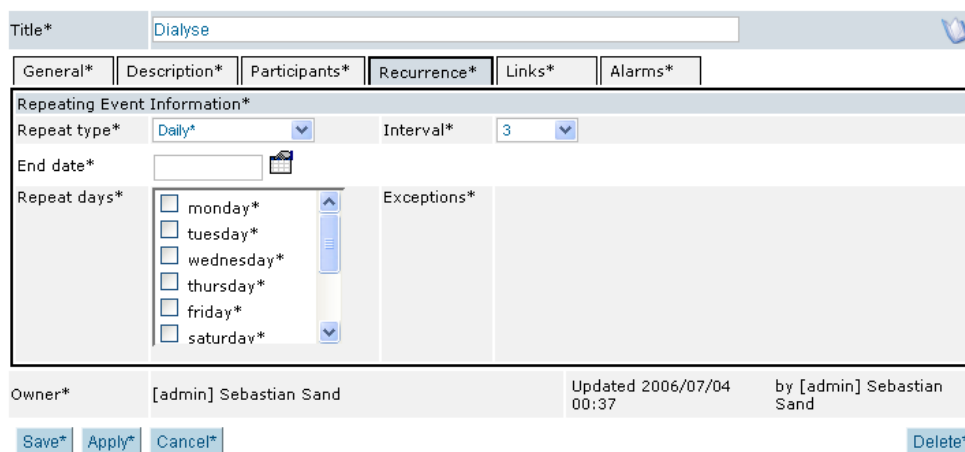 Title* Dialyse
General* Description* Participants* Recurrence* Links* Alarms*
Repeating Event Information*
Repeat type* Daily* Interval* 3
End date*
Repeat days* monday* Exceptions*
tuesday*
wednesday*
thursday*
friday*
saturday*
Owner* [admin] Sebastian Sand Updated 2006/07/04 by [admin] Sebastian
00:37 Sand
Save* Apply* Cancel* Delete*